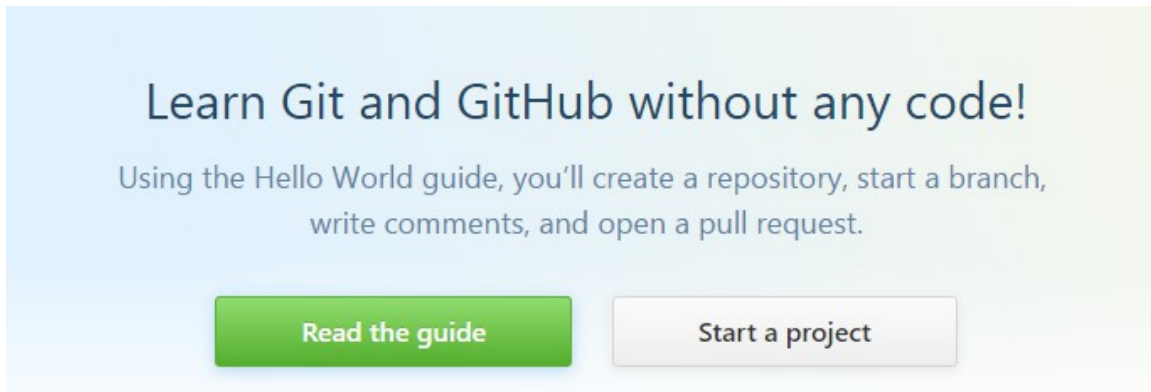 Learn Git and GitHub without any code!
Using the Hello World guide, you’ll create a repository, start a branch,
write comments, and open a pull request.
Read the guide
Start a project